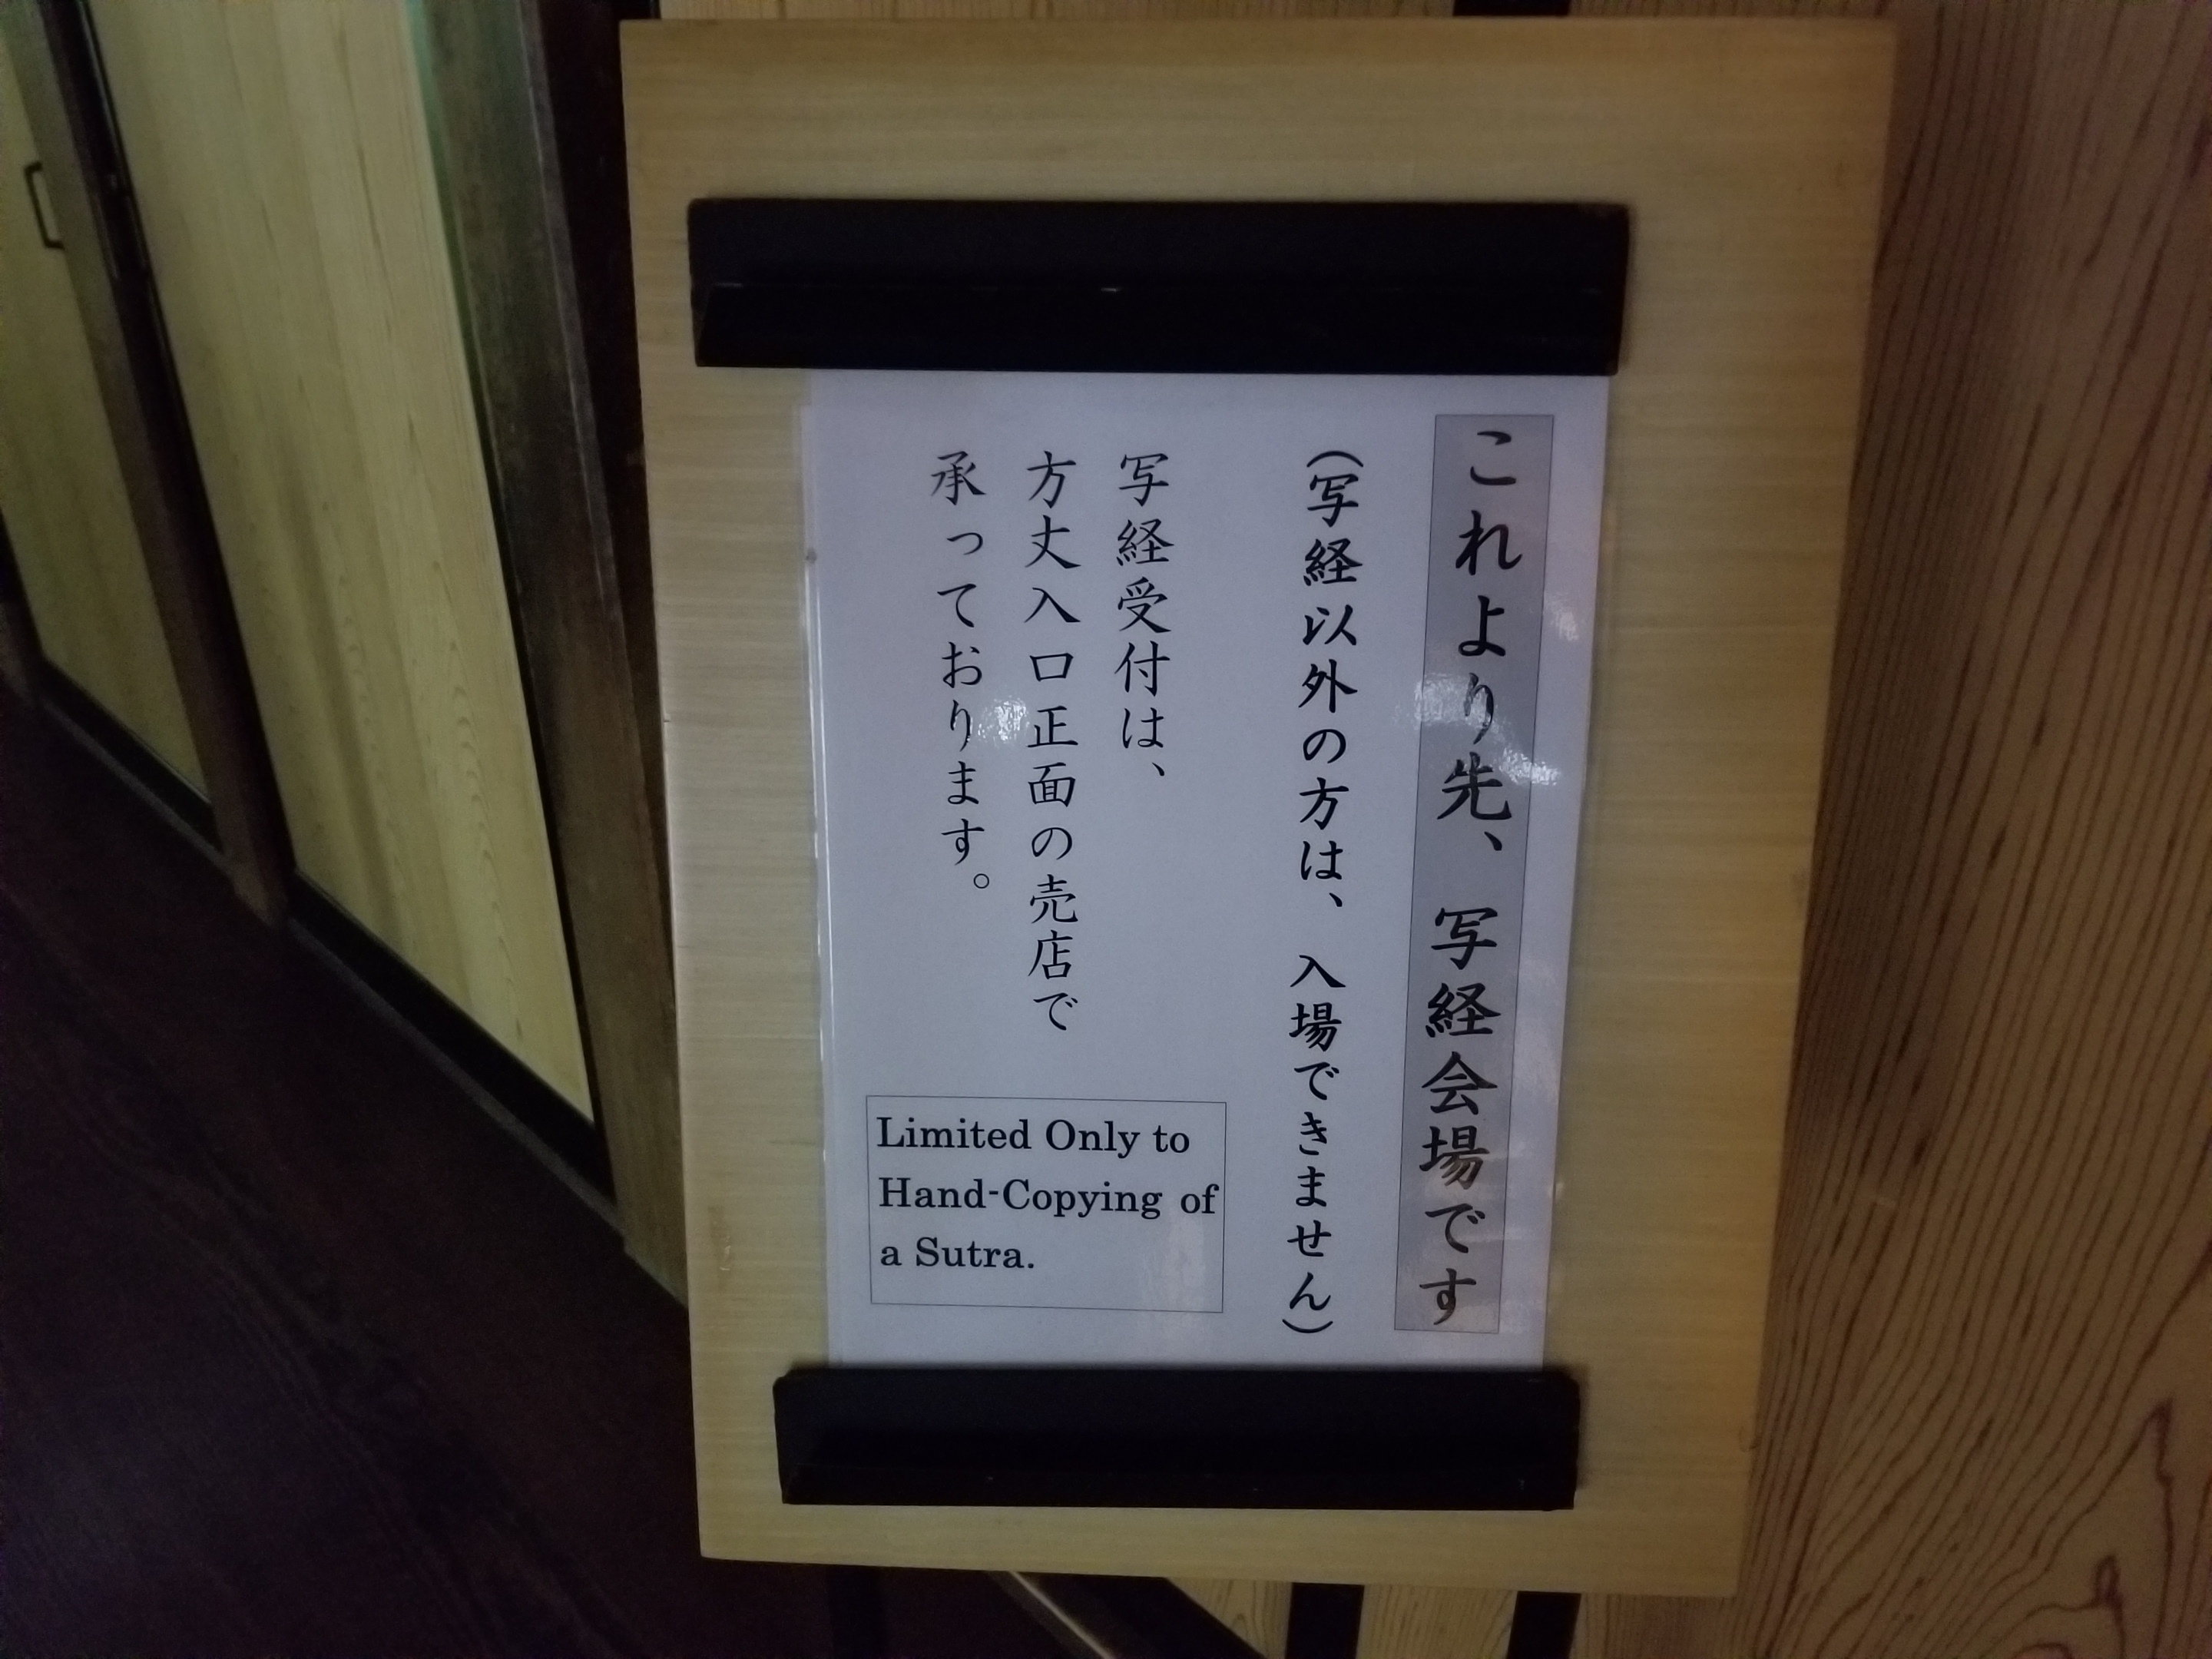 これより先、写経会場です
(写経以外の方は、入場できません)
写経受付は、
方丈入口正面の売店で
承っております。
Limited Only to
Hand-Copying of
a Sutra.